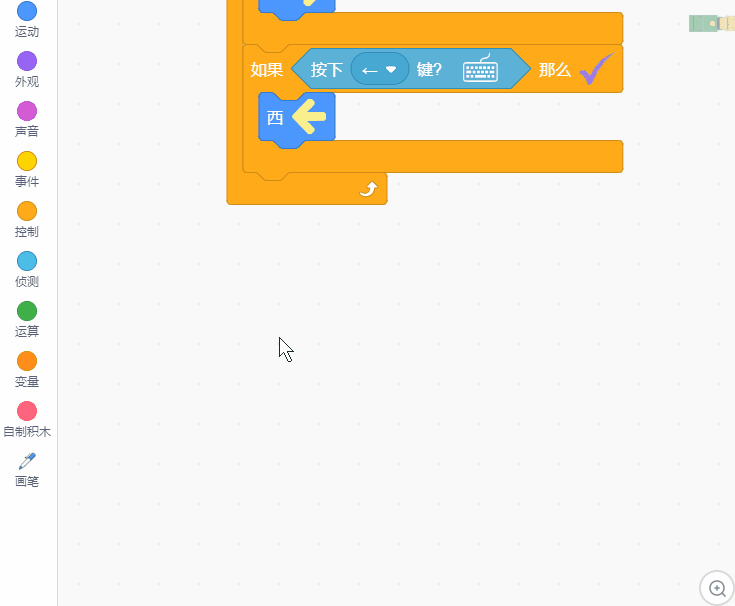 运动
外观
声音
事件
控制
侦测
运算
变量
自制积木
画笔
如果 按下 ← 键? 那么
西